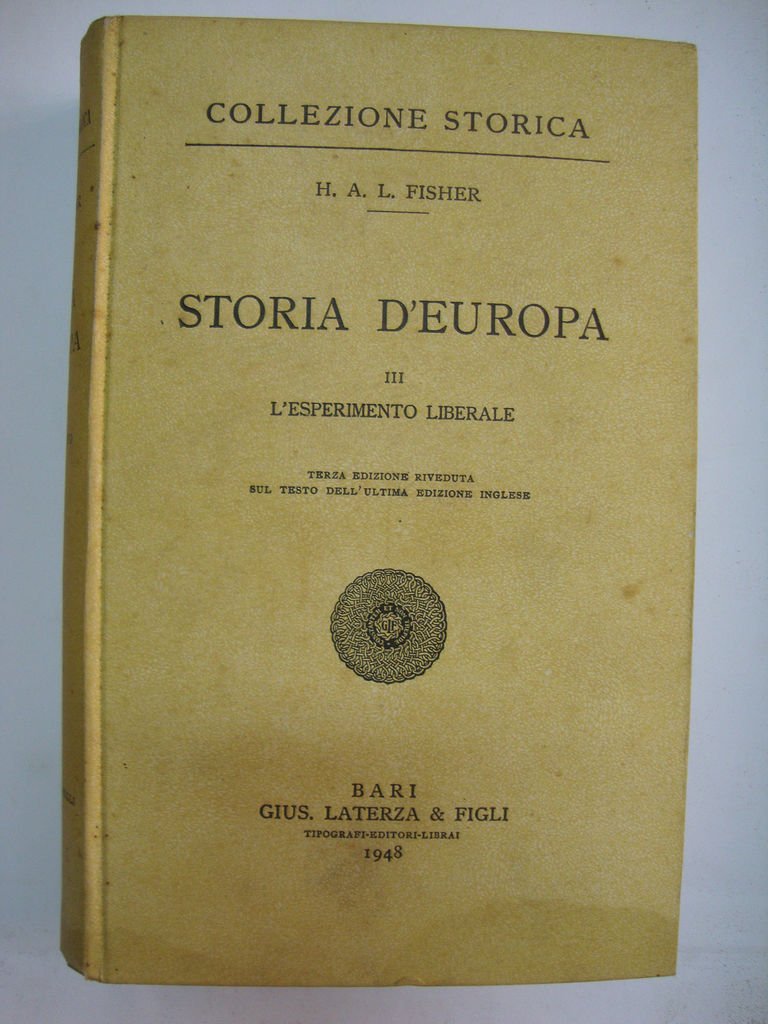 COLLEZIONE STORICA
H. A. L. FISHER
STORIA D'EUROPA
III
L'ESPERIMENTO LIBERALE
TERZA EDIZIONE RIVEDUTA
SUL TESTO DELL'ULTIMA EDIZIONE INGLESE
BARI
GIUS. LATERZA & FIGLI
TIPOGRAFI-EDITORI-LIBRAI
1948